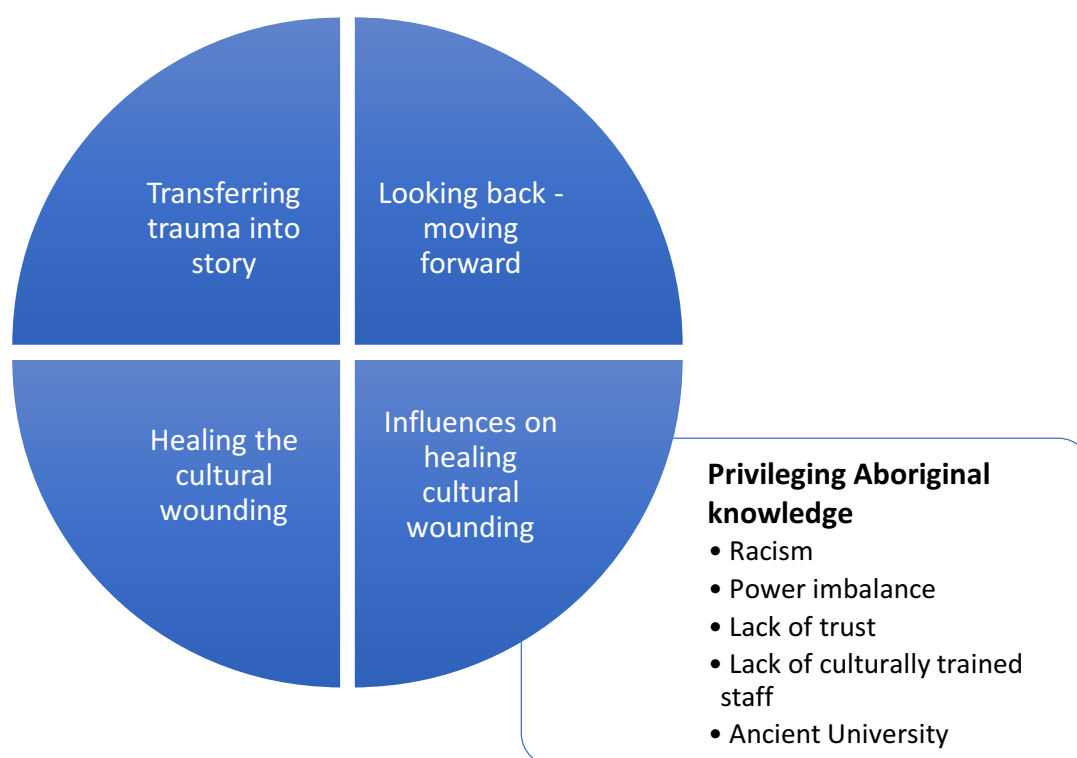 Transferring
trauma into
story
Looking back -
moving
forward
Healing the
cultural
wounding
Influences on
healing
cultural
wounding
Privileging Aboriginal
knowledge
• Racism
• Power imbalance
• Lack of trust
• Lack of culturally trained
staff
• Ancient University